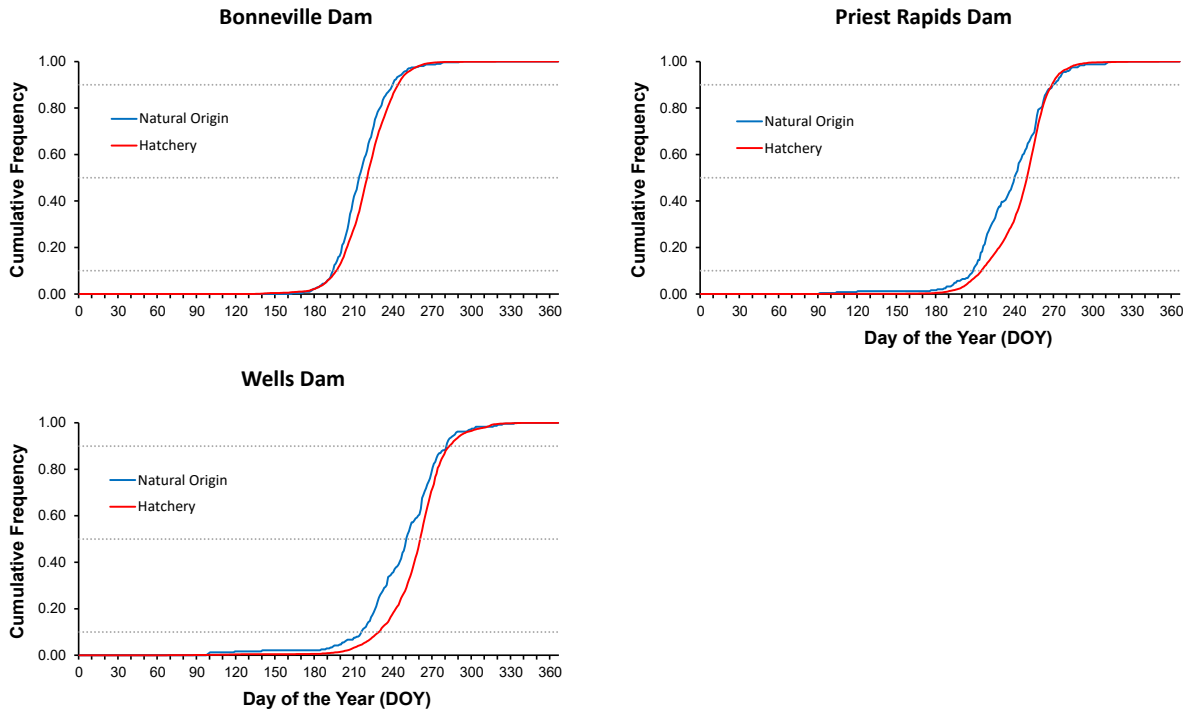 Bonneville Dam
Cumulative Frequency
1.00
0.80
0.60
0.40
0.20
0.00
Natural Origin
Hatchery
0 30 60 90 120 150 180 210 240 270 300 330 360
Priest Rapids Dam
Cumulative Frequency
1.00
0.80
0.60
0.40
0.20
0.00
Natural Origin
Hatchery
0 30 60 90 120 150 180 210 240 270 300 330 360
Day of the Year (DOY)
Wells Dam
Cumulative Frequency
1.00
0.80
0.60
0.40
0.20
0.00
Natural Origin
Hatchery
0 30 60 90 120 150 180 210 240 270 300 330 360
Day of the Year (DOY)